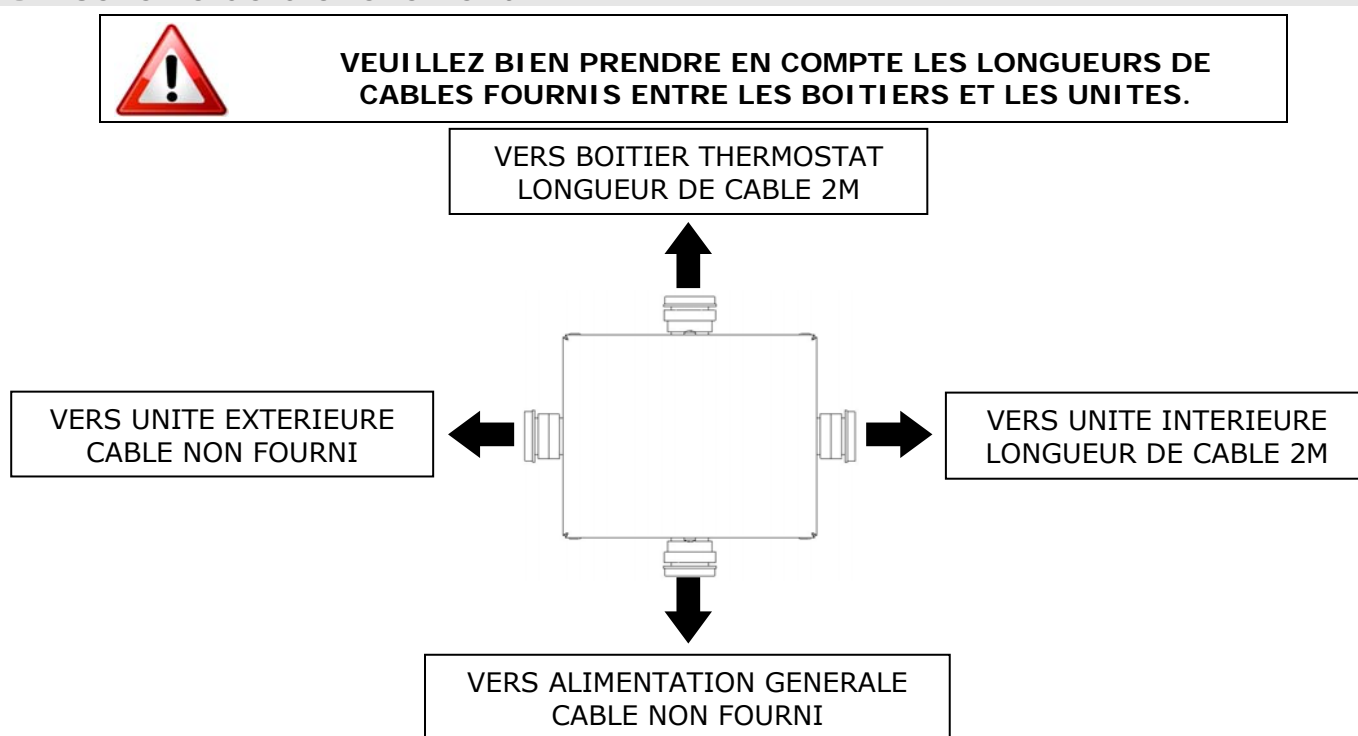 VEUILLEZ BIEN PRENDRE EN COMPTE LES LONGUEURS DE
CABLES FOURNIS ENTRE LES BOITIERS ET LES UNITES.
VERS BOITIER THERMOSTAT
LONGUEUR DE CABLE 2M
VERS UNITE EXTERIEURE
CABLE NON FOURNI
VERS UNITE INTERIEURE
LONGUEUR DE CABLE 2M
VERS ALIMENTATION GENERALE
CABLE NON FOURNI